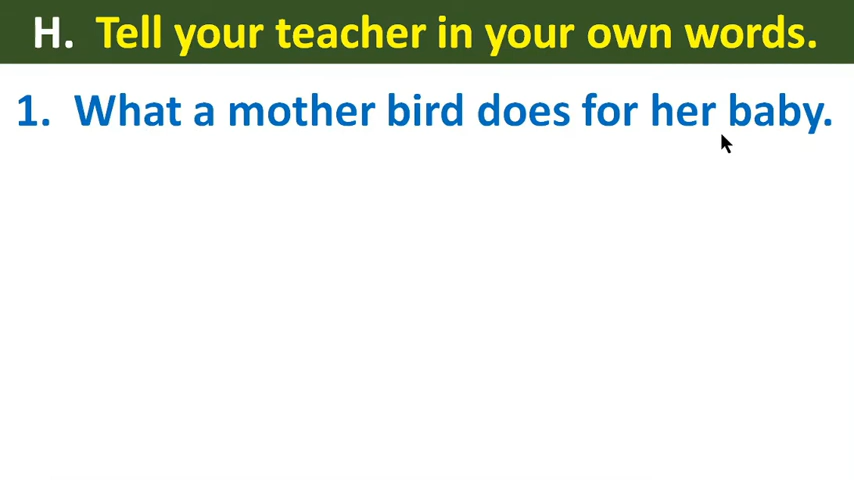 H. Tell your teacher in your own words.
1. What a mother bird does for her baby.